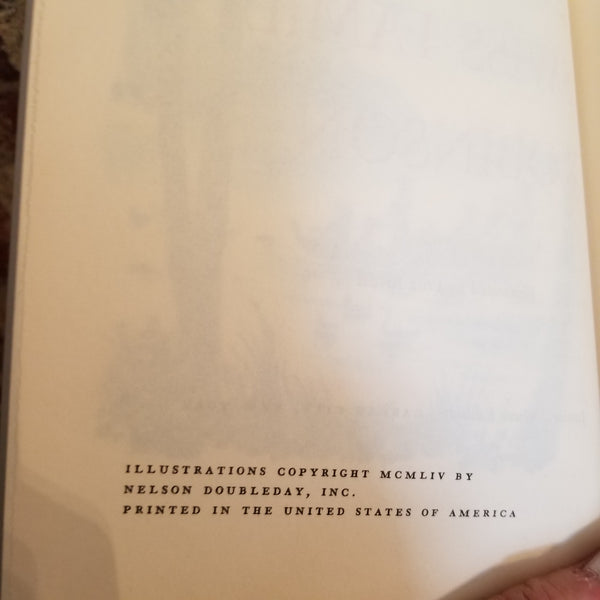 ILLUSTRATIONS COPYRIGHT MCMLIV BY
NELSON DOUBLEDAY, INC.
PRINTED IN THE UNITED STATES OF AMERICA